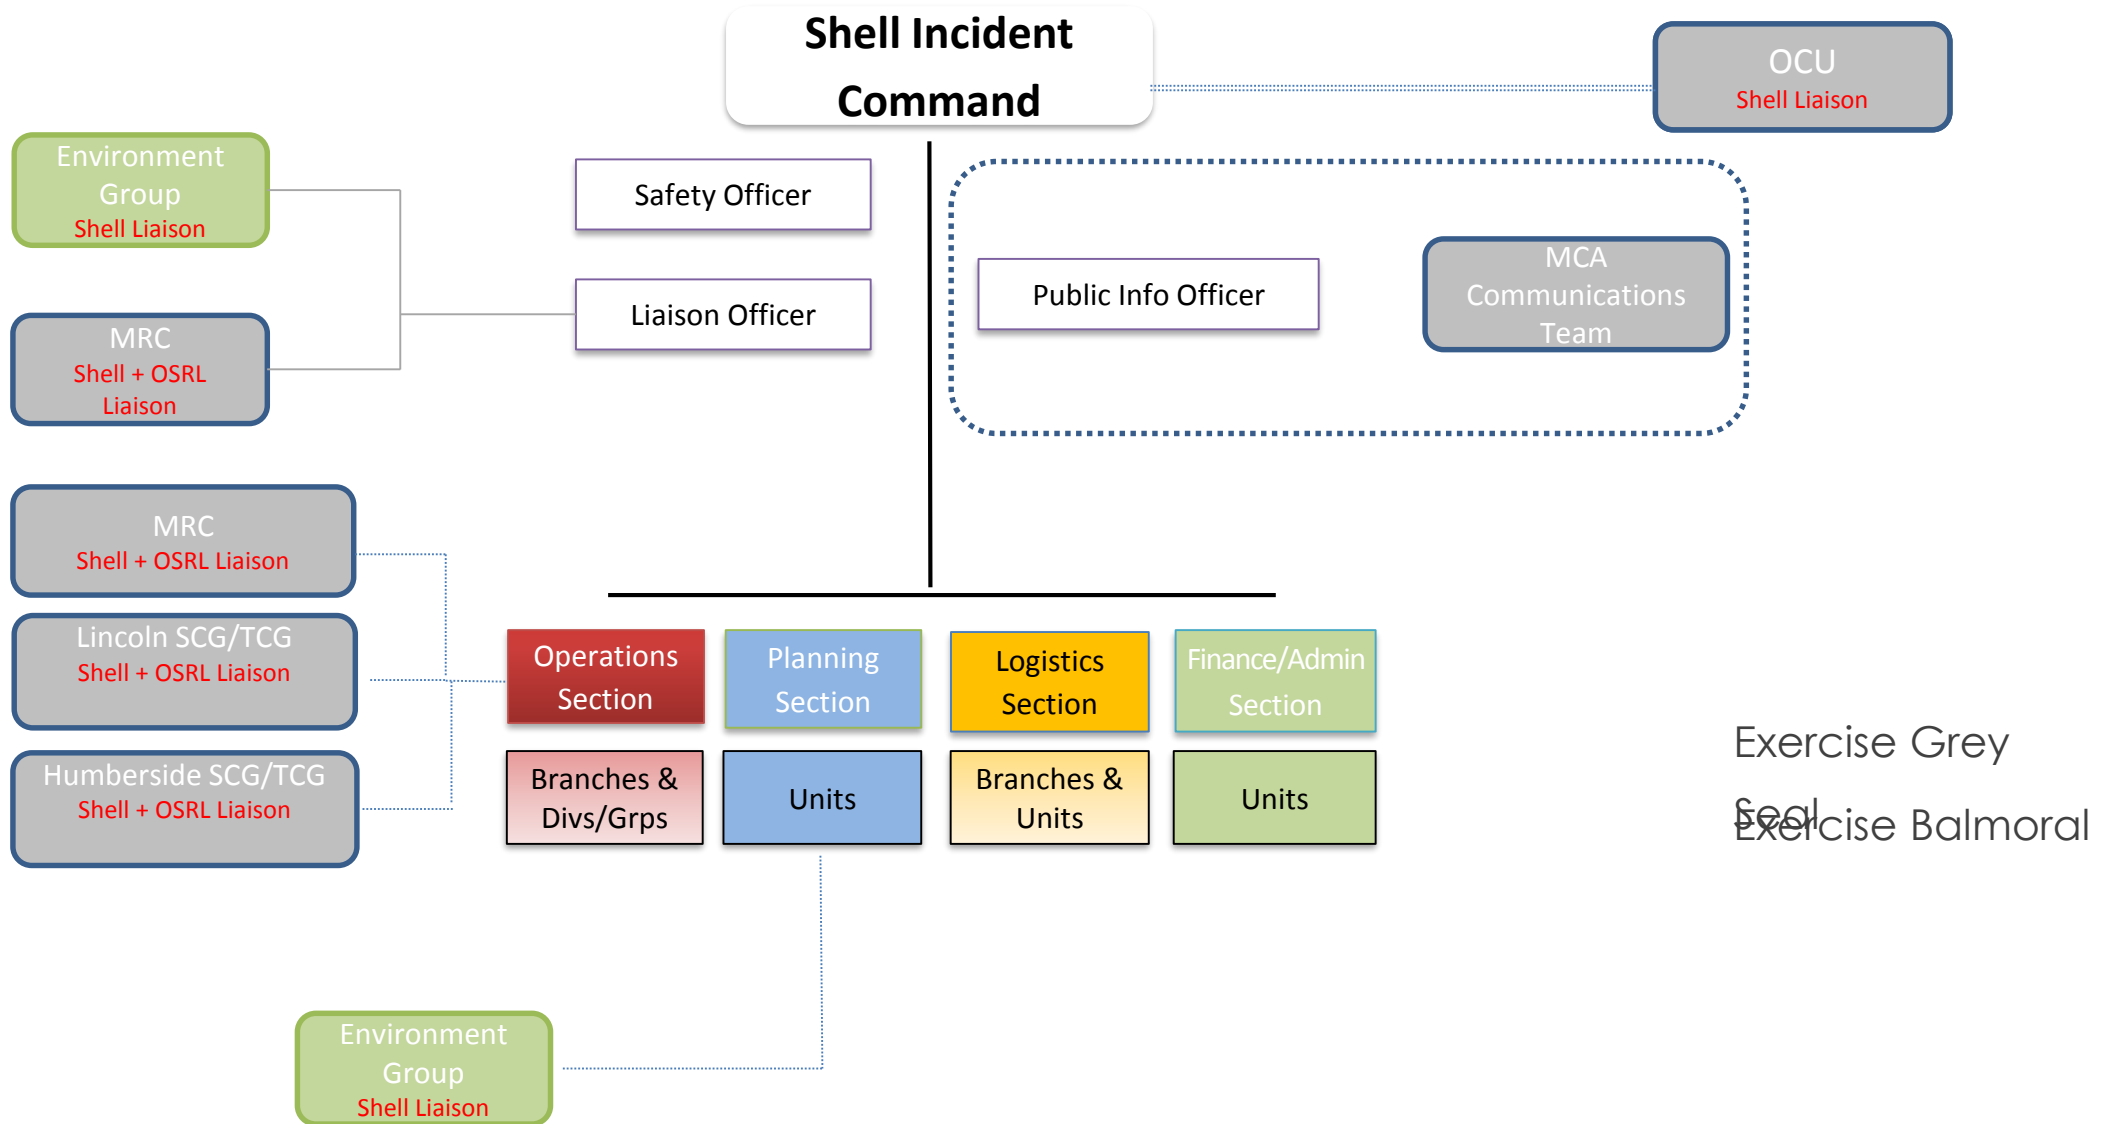 Shell Incident
Command
OCU
Shell Liaison
Environment
Group
Shell Liaison
Safety Officer
MRC
Shell + OSRL
Liaison
Liaison Officer
Public Info Officer
MCA
Communications
Team
MRC
Shell + OSRL Liaison
Lincoln SCG/TCG
Shell + OSRL Liaison
Humberside SCG/TCG
Shell + OSRL Liaison
Operations
Section
Planning
Section
Logistics
Section
Finance/Admin
Section
Branches &
Divs/Grps
Units
Branches &
Units
Units
Exercise Grey
Seal
Exercise Balmoral
Environment
Group
Shell Liaison